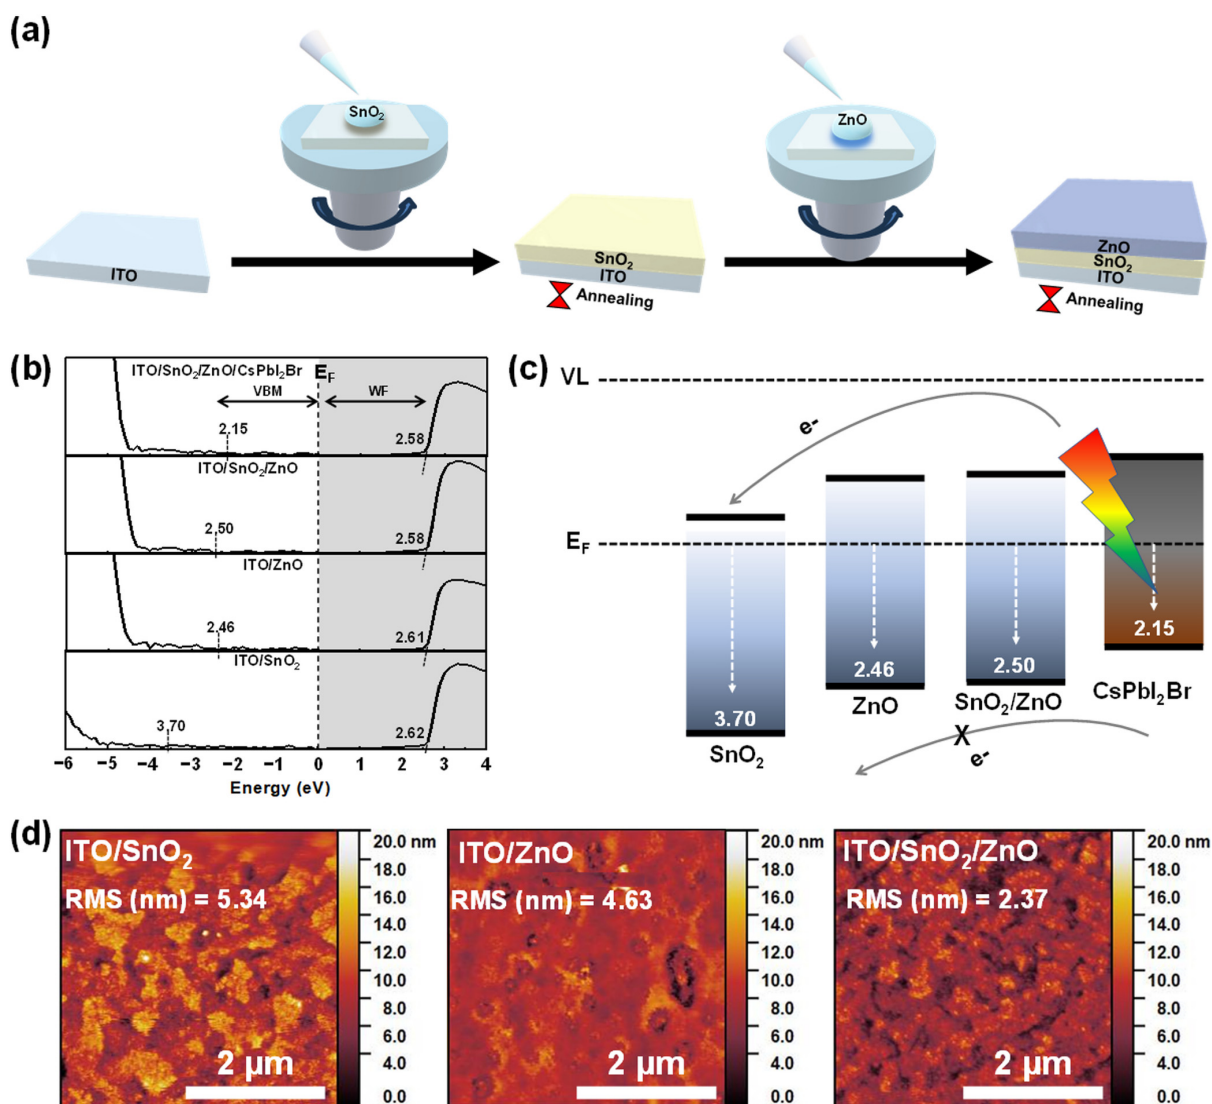 (a)
SnO₂
ZnO
ITO
SnO₂
ITO
Annealing
ZnO
SnO₂
ITO
Annealing
(b)
ITO/SnO₂/ZnO/CsPbI₂Br
E_F
VBM
WF
2.15
2.58
ITO/SnO₂/ZnO
2.50
2.58
ITO/ZnO
2.46
2.61
ITO/SnO₂
3.70
2.62
−6 −5 −4 −3 −2 −1 0 1 2 3 4
Energy (eV)
(c)
VL
e-
E_F
3.70
2.46
2.50
2.15
SnO₂
ZnO
SnO₂/ZnO
CsPbI₂Br
X
e-
(d)
ITO/SnO₂
RMS (nm) = 5.34
2 μm
20.0 nm
18.0
16.0
14.0
12.0
10.0
8.0
6.0
4.0
0.0
ITO/ZnO
RMS (nm) = 4.63
2 μm
20.0 nm
18.0
16.0
14.0
12.0
10.0
8.0
6.0
4.0
0.0
ITO/SnO₂/ZnO
RMS (nm) = 2.37
2 μm
20.0 nm
18.0
16.0
14.0
12.0
10.0
8.0
6.0
4.0
0.0